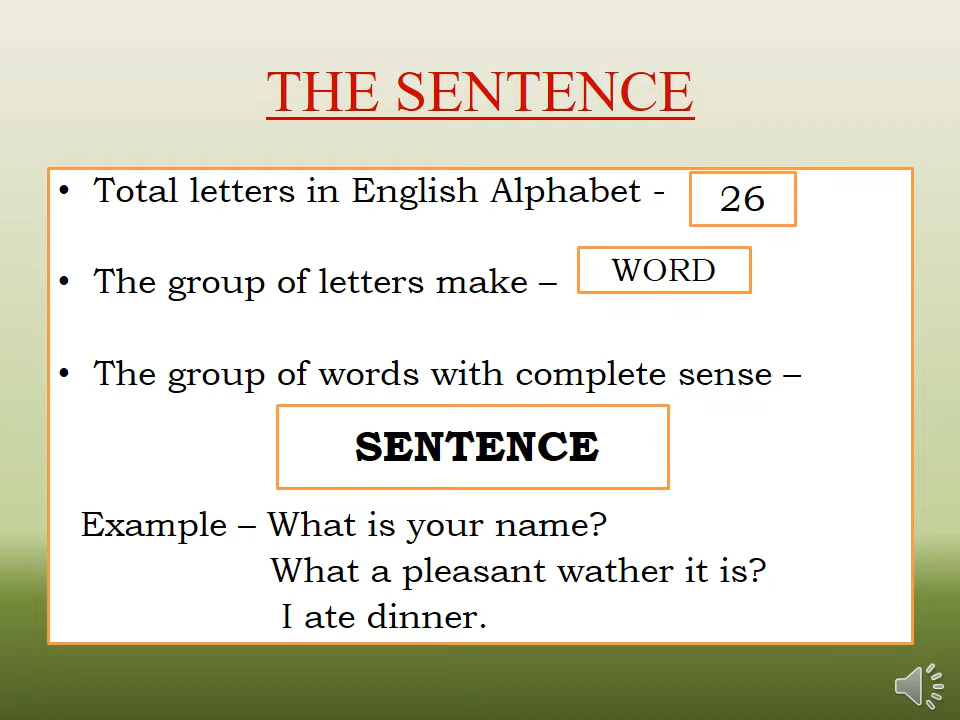 THE SENTENCE
• Total letters in English Alphabet - 26
• The group of letters make – WORD
• The group of words with complete sense –
SENTENCE
Example – What is your name?
What a pleasant wather it is?
I ate dinner.